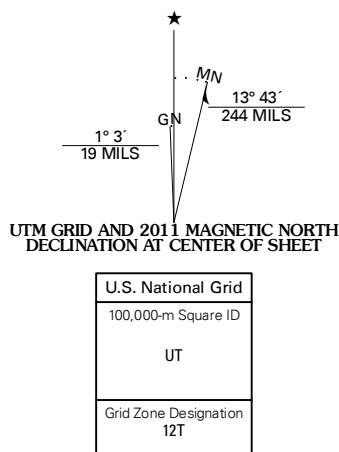 ★
MN
GN
13° 43´
244 MILS
1° 3´
19 MILS
UTM GRID AND 2011 MAGNETIC NORTH
DECLINATION AT CENTER OF SHEET
U.S. National Grid
100,000-m Square ID
UT
Grid Zone Designation
12T